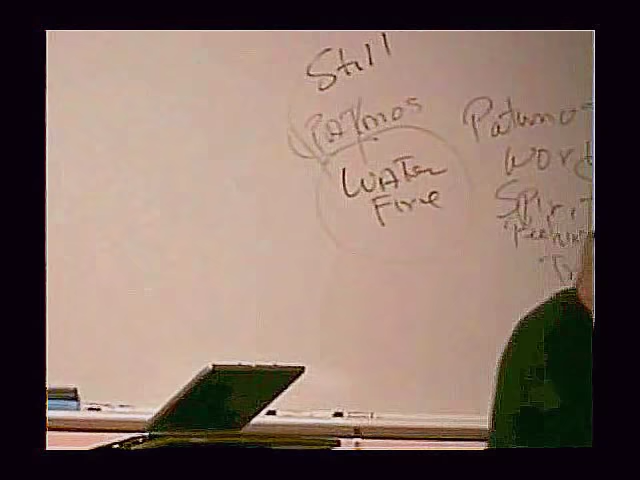 Still
PATmos
WATer
Fire
Patmos
Word
Spirit